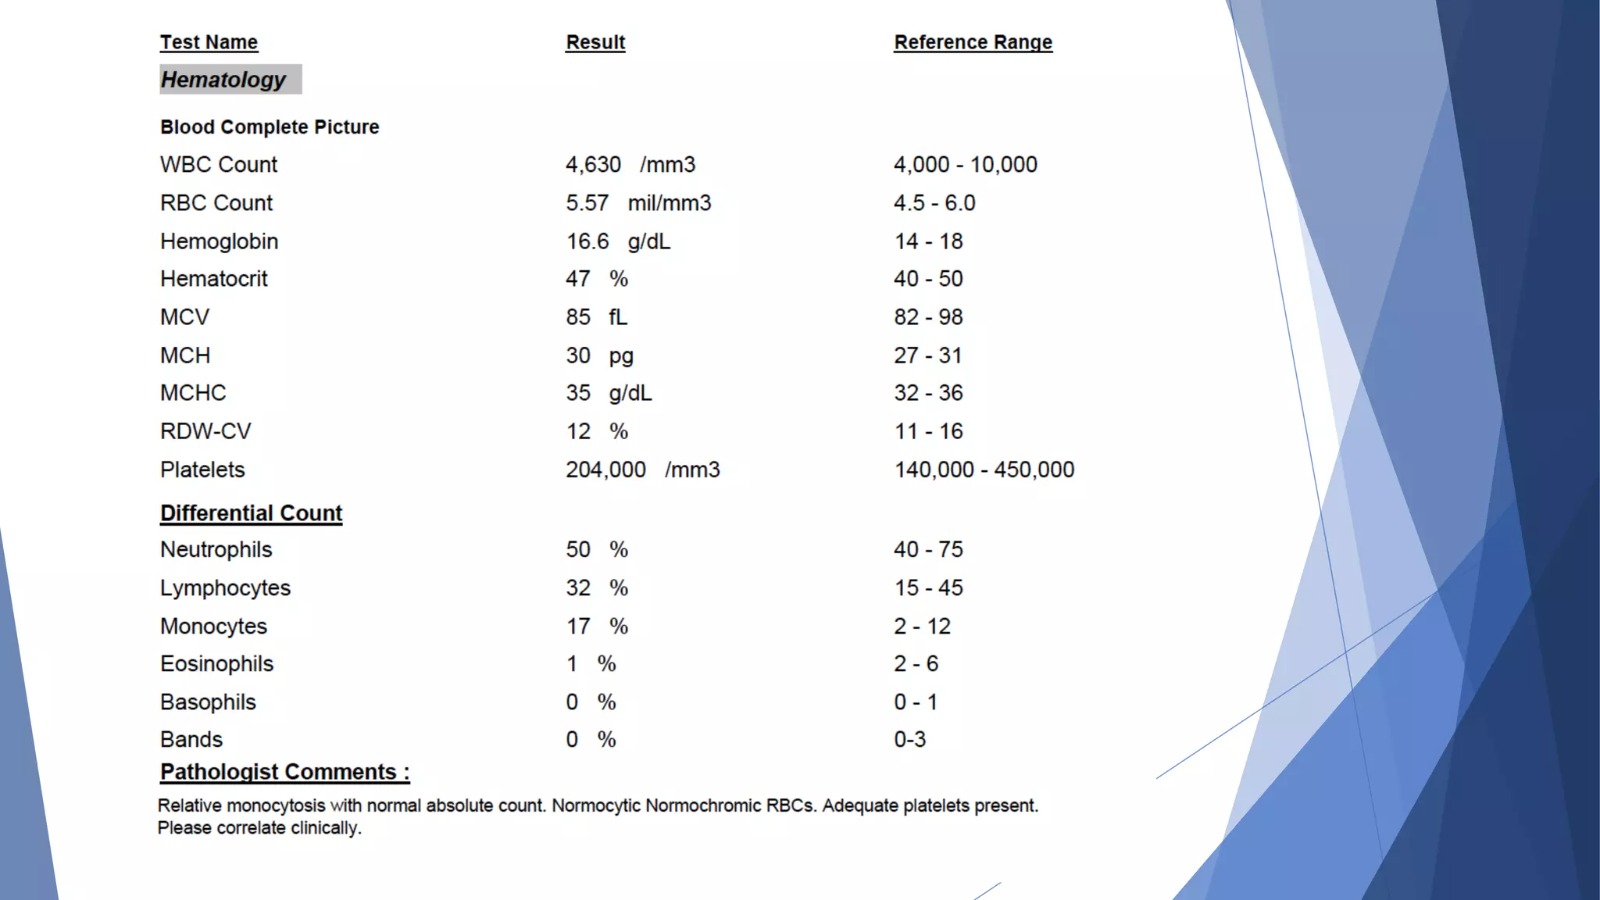 Test Name Result Reference Range
Hematology
Blood Complete Picture
WBC Count 4,630 /mm3 4,000 - 10,000
RBC Count 5.57 mil/mm3 4.5 - 6.0
Hemoglobin 16.6 g/dL 14 - 18
Hematocrit 47 % 40 - 50
MCV 85 fL 82 - 98
MCH 30 pg 27 - 31
MCHC 35 g/dL 32 - 36
RDW-CV 12 % 11 - 16
Platelets 204,000 /mm3 140,000 - 450,000
Differential Count
Neutrophils 50 % 40 - 75
Lymphocytes 32 % 15 - 45
Monocytes 17 % 2 - 12
Eosinophils 1 % 2 - 6
Basophils 0 % 0 - 1
Bands 0 % 0-3
Pathologist Comments :
Relative monocytosis with normal absolute count. Normocytic Normochromic RBCs. Adequate platelets present.
Please correlate clinically.